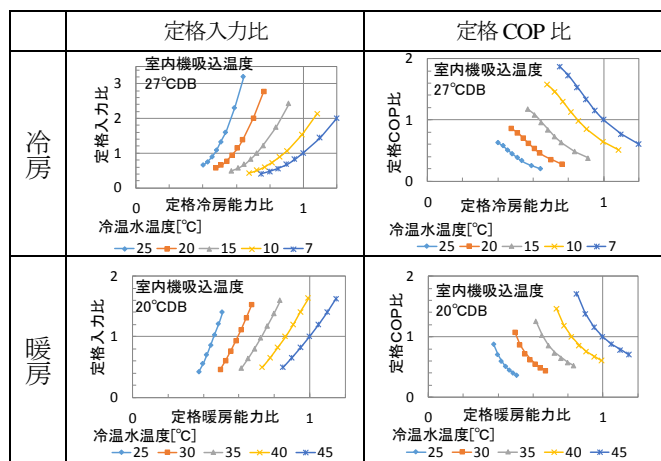 定格入力比
定格 COP 比
冷房
室内機吸込温度
27℃DB
定格入力比
3
2
1
0
0
1
定格冷房能力比
冷温水温度[℃]
25 20 15 10 7
室内機吸込温度
27℃DB
定格COP比
2
1
0
0
1
定格冷房能力比
冷温水温度[℃]
25 20 15 10 7
暖房
室内機吸込温度
20℃DB
定格入力比
2
1
0
0
1
定格暖房能力比
冷温水温度[℃]
25 30 35 40 45
室内機吸込温度
20℃DB
定格COP比
2
1
0
0
1
定格暖房能力比
冷温水温度[℃]
25 30 35 40 45